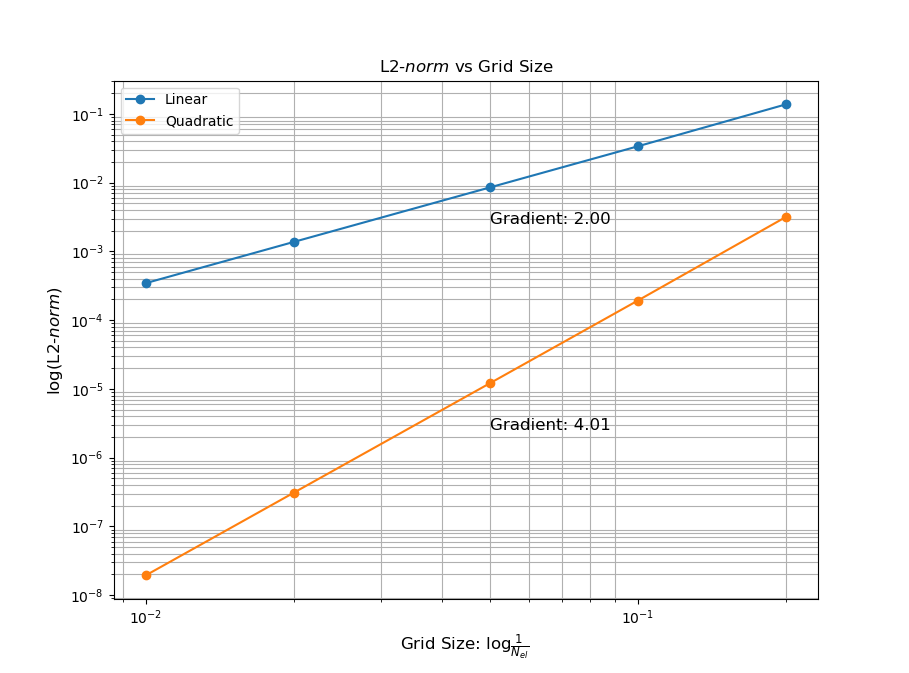 L2-norm vs Grid Size
Linear
Quadratic
10⁻¹
10⁻²
10⁻³
10⁻⁴
10⁻⁵
10⁻⁶
10⁻⁷
10⁻⁸
log(L2-norm)
Gradient: 2.00
Gradient: 4.01
10⁻² 10⁻¹
Grid Size: log 1/N_el